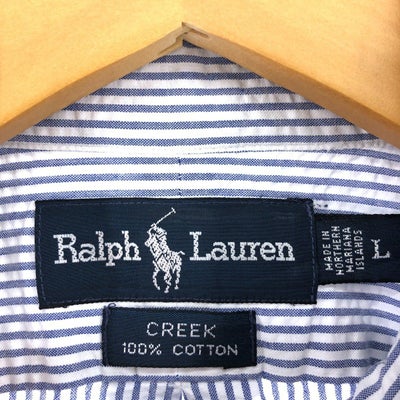 Ralph Lauren
MADE IN
NORTHERN
MARIANA
ISLANDS
L
CREEK
100% COTTON